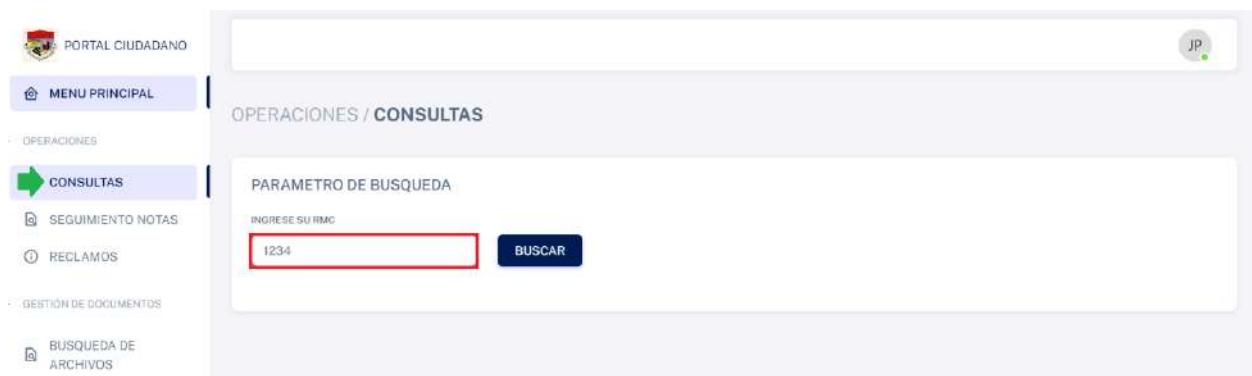 PORTAL CIUDADANO
JP
MENU PRINCIPAL
OPERACIONES / CONSULTAS
OPERACIONES
CONSULTAS
SEGUIMIENTO NOTAS
RECLAMOS
GESTIÓN DE DOCUMENTOS
BUSQUEDA DE
ARCHIVOS
PARAMETRO DE BUSQUEDA
INGRESE SU RMC
1234
BUSCAR